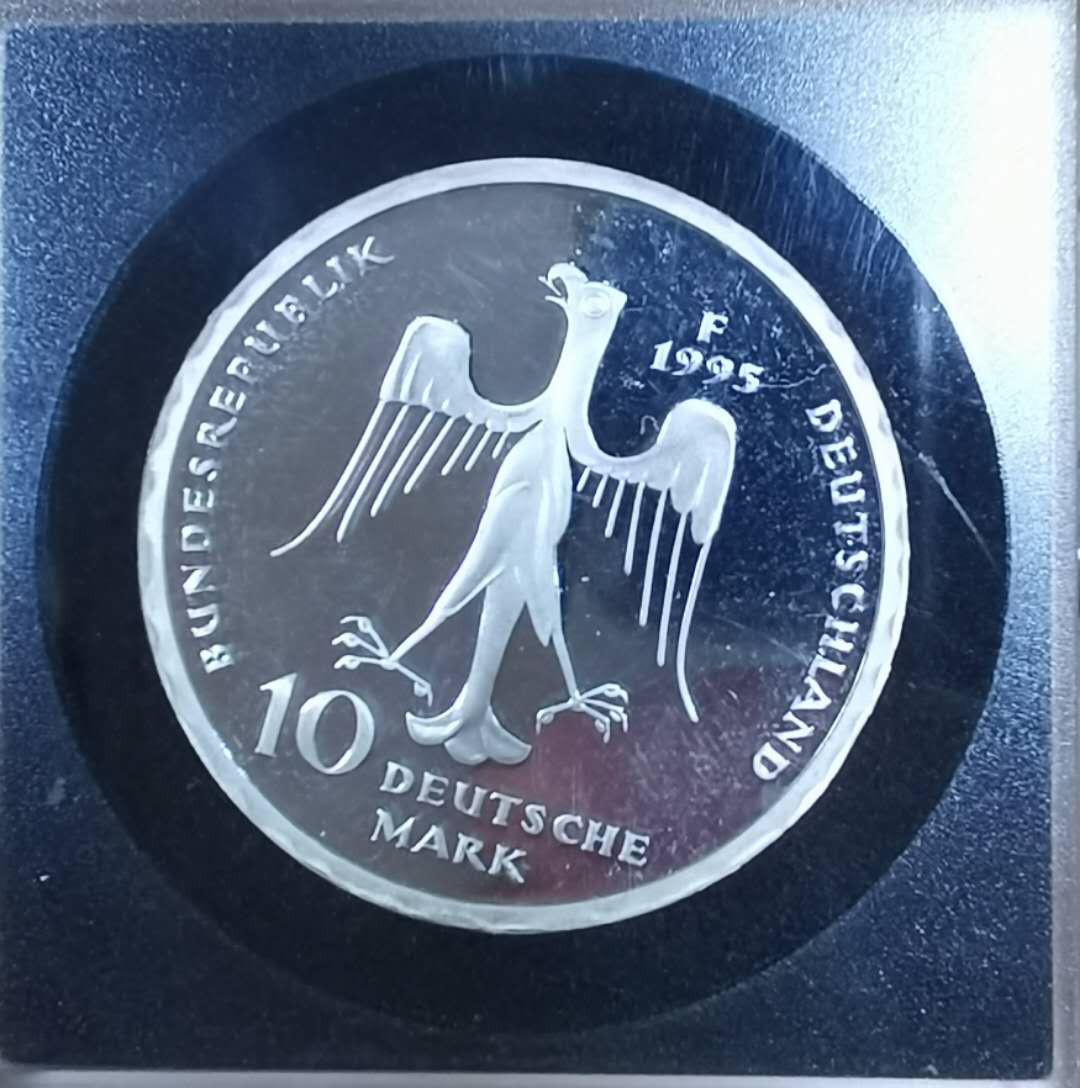 BUNDESREPUBLIK
F
1995
DEUTSCHLAND
10
DEUTSCHE
MARK